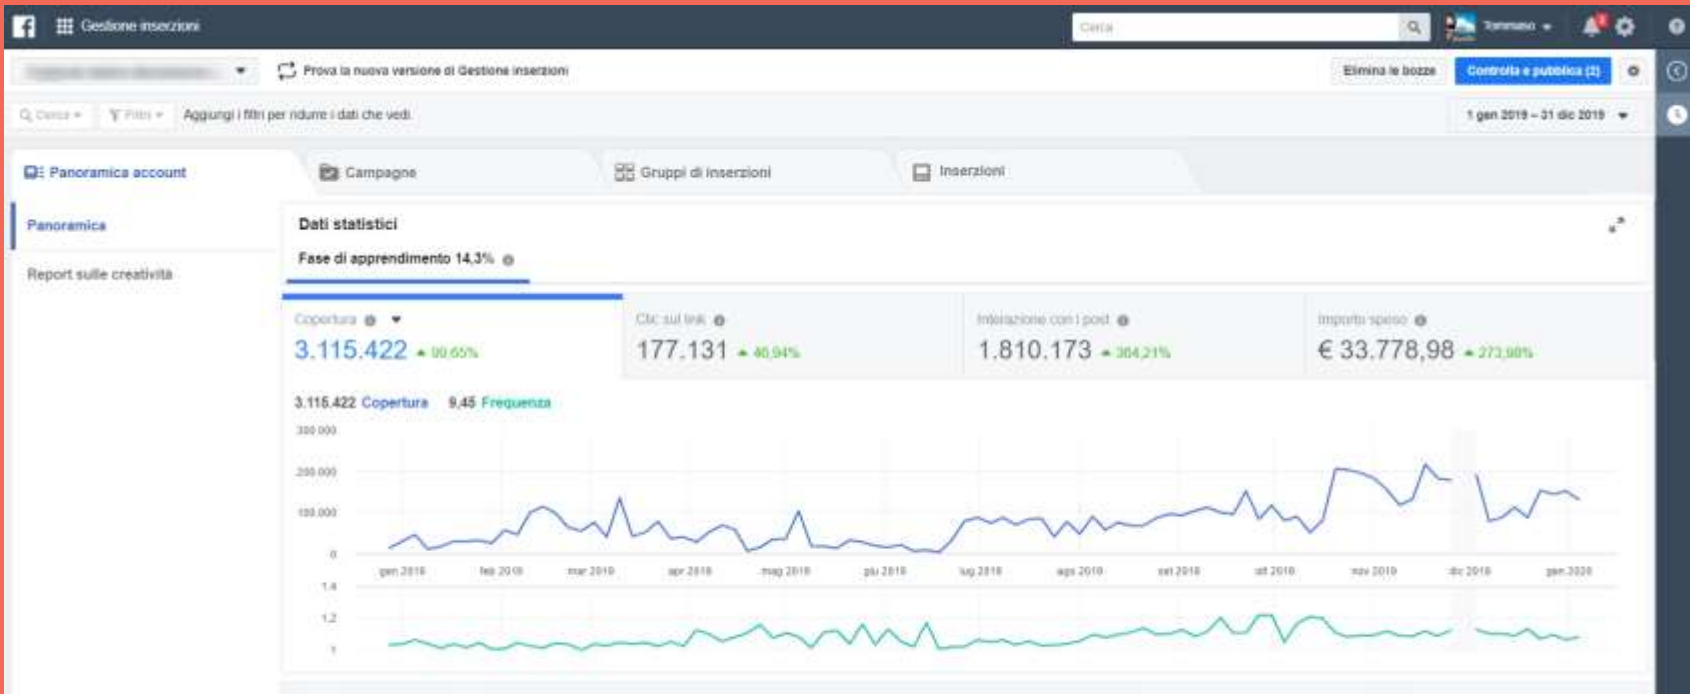 Gestione inserzioni
Cerca
Tommaso
Prova la nuova versione di Gestione inserzioni
Elimina le bozze
Controlla e pubblica (2)
Cerca
Filtri
Aggiungi i filtri per ridurre i dati che vedi.
1 gen 2019 – 31 dic 2019
Panoramica account
Campagne
Gruppi di inserzioni
Inserzioni
Panoramica
Report sulle creatività
Dati statistici
Fase di apprendimento 14,3%
Copertura
3.115.422
Clic sul link
177.131
Interazione con i post
1.810.173
Importo speso
€ 33.778,98
3.115.422 Copertura 9,45 Frequenza
300.000
200.000
100.000
0
gen 2019 feb 2019 mar 2019 apr 2019 mag 2019 giu 2019 lug 2019 ago 2019 set 2019 ott 2019 nov 2019 dic 2019 gen 2020
1.4
1.2
1